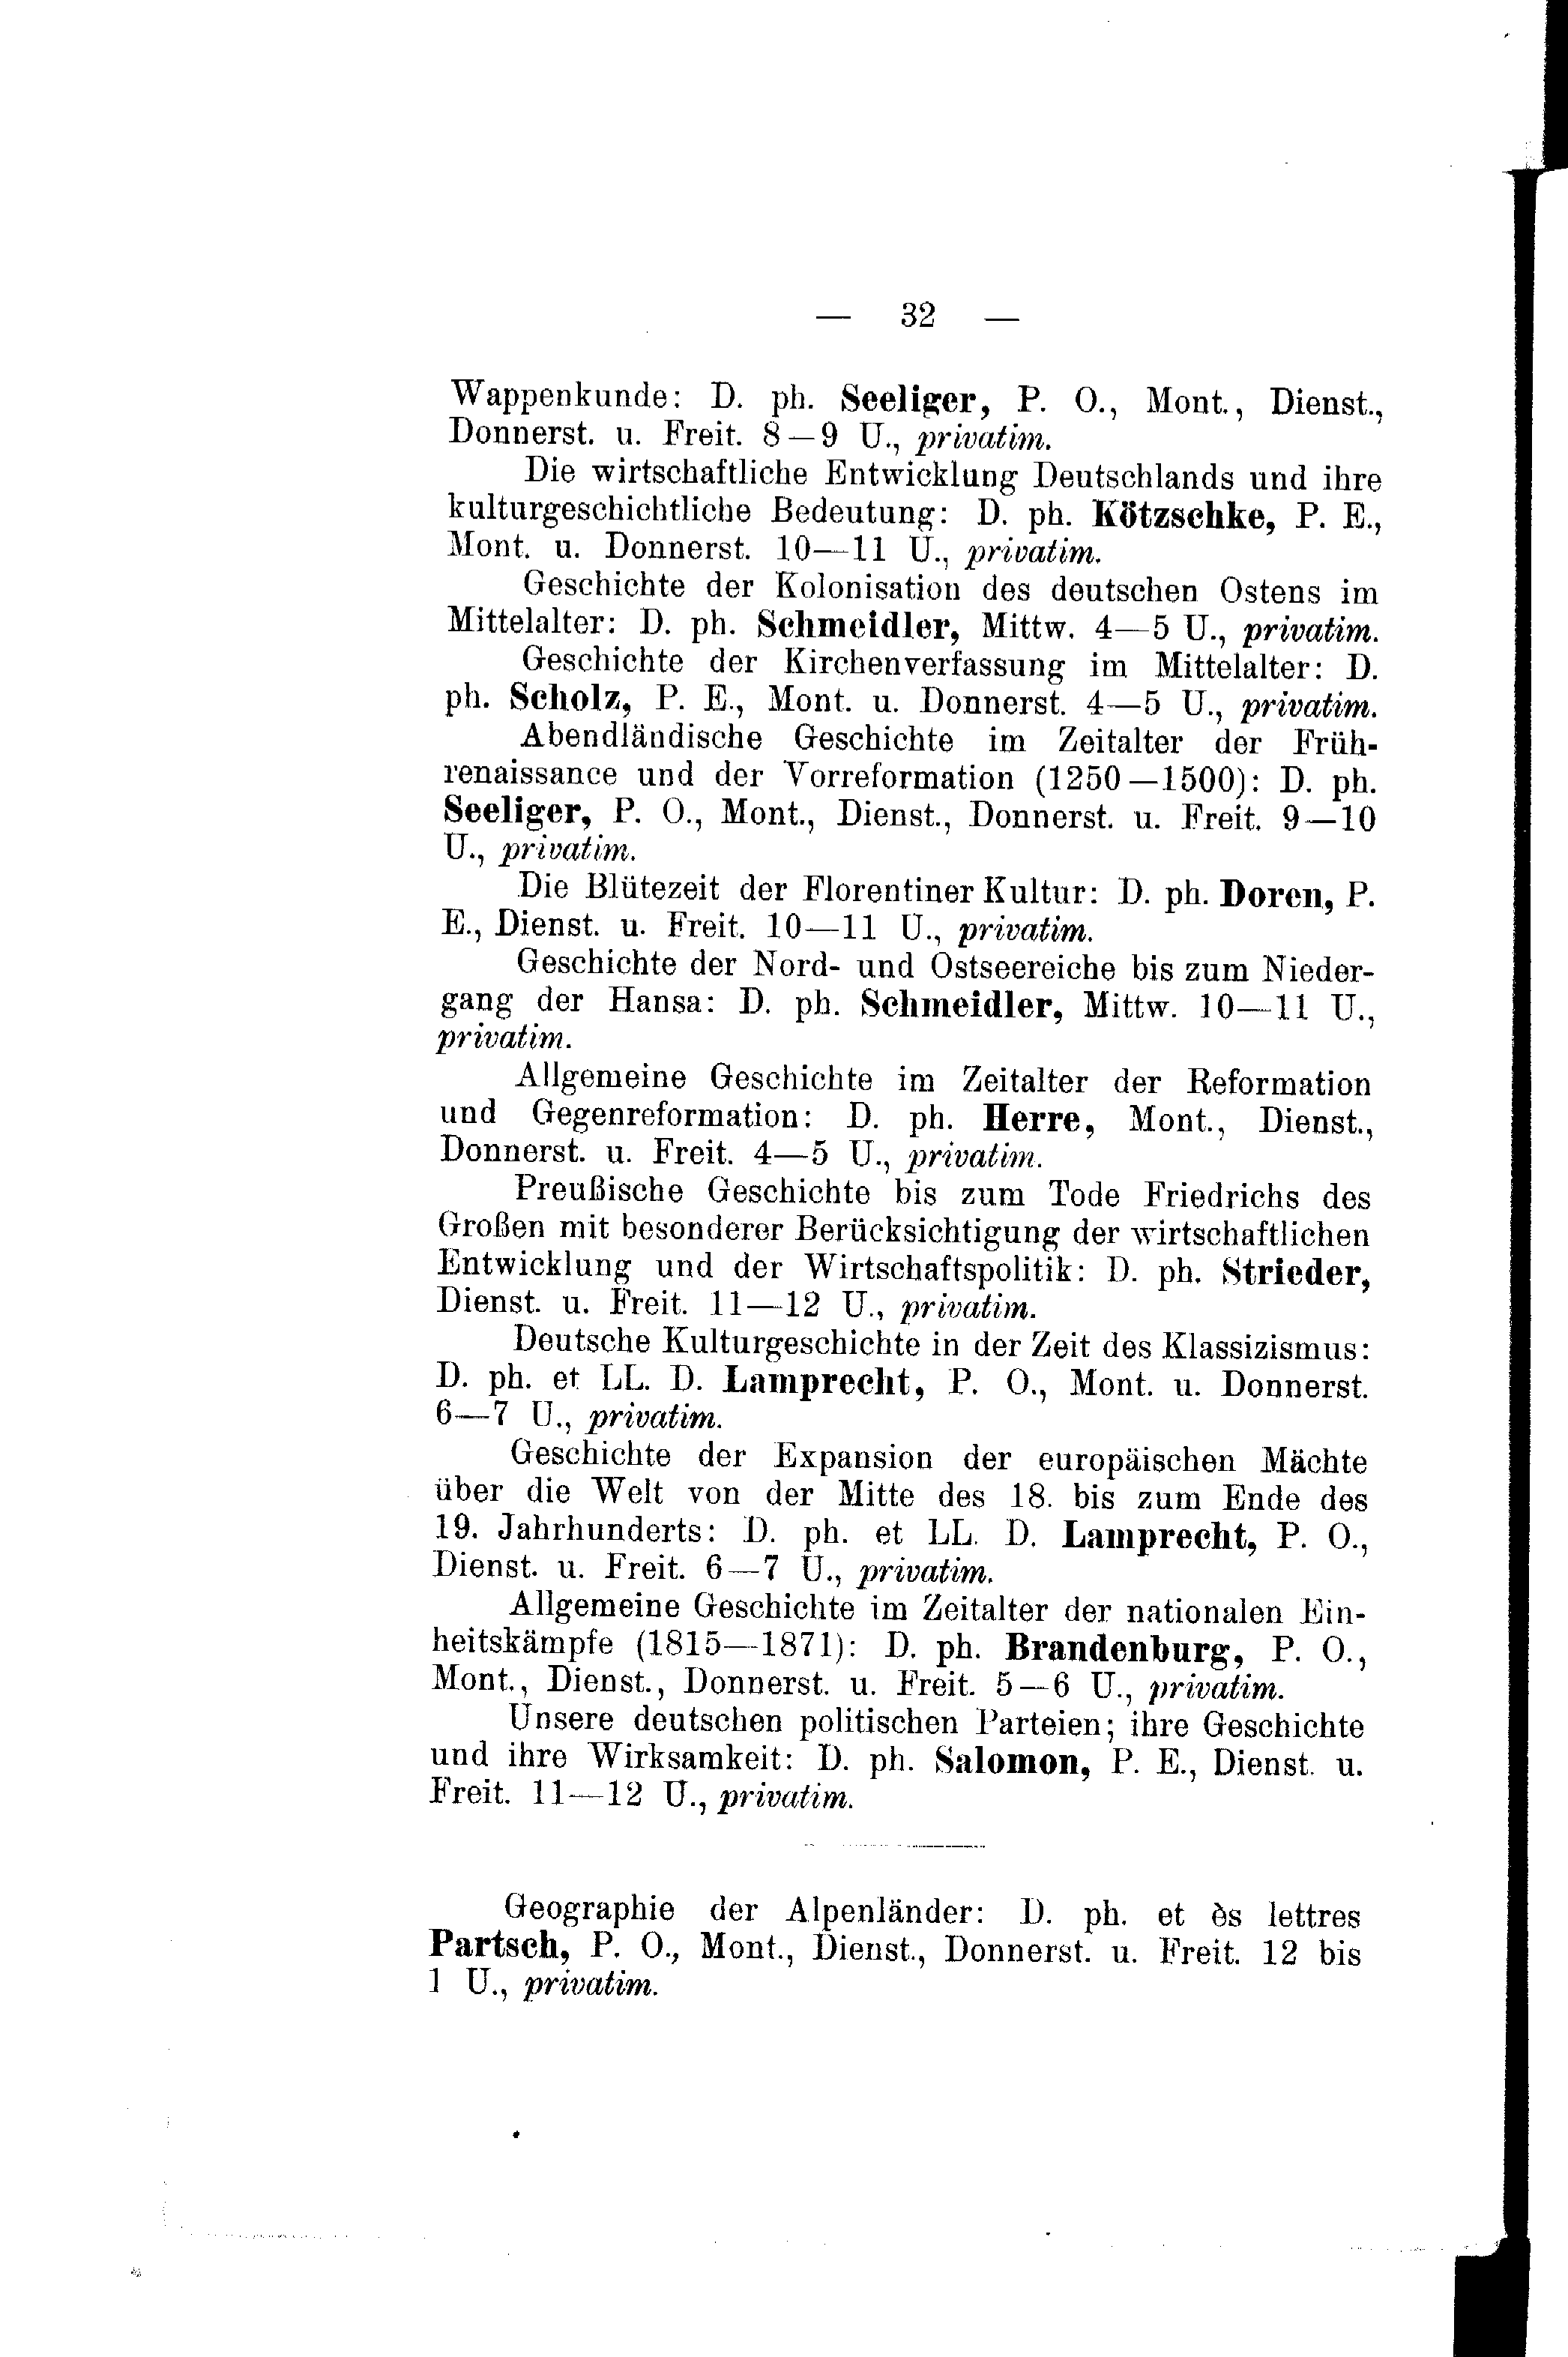 — 32 —
Wappenkunde: D. ph. Seeliger, P. O., Mont., Dienst.,
Donnerst. u. Freit. 8—9 U., privatim.
Die wirtschaftliche Entwicklung Deutschlands und ihre
kulturgeschichtliche Bedeutung: D. ph. Kötzschke, P. E.,
Mont. u. Donnerst. 10—11 U., privatim.
Geschichte der Kolonisation des deutschen Ostens im
Mittelalter: D. ph. Schmeidler, Mittw. 4—5 U., privatim.
Geschichte der Kirchenverfassung im Mittelalter: D.
ph. Scholz, P. E., Mont. u. Donnerst. 4—5 U., privatim.
Abendländische Geschichte im Zeitalter der Früh-
renaissance und der Vorreformation (1250—1500): D. ph.
Seeliger, P. O., Mont., Dienst., Donnerst. u. Freit. 9—10
U., privatim.
Die Blütezeit der Florentiner Kultur: D. ph. Doren, P.
E., Dienst. u. Freit. 10—11 U., privatim.
Geschichte der Nord- und Ostseereiche bis zum Nieder-
gang der Hansa: D. ph. Schmeidler, Mittw. 10—11 U.,
privatim.
Allgemeine Geschichte im Zeitalter der Reformation
und Gegenreformation: D. ph. Herre, Mont., Dienst.,
Donnerst. u. Freit. 4—5 U., privatim.
Preußische Geschichte bis zum Tode Friedrichs des
Großen mit besonderer Berücksichtigung der wirtschaftlichen
Entwicklung und der Wirtschaftspolitik: D. ph. Strieder,
Dienst. u. Freit. 11—12 U., privatim.
Deutsche Kulturgeschichte in der Zeit des Klassizismus:
D. ph. et LL. D. Lamprecht, P. O., Mont. u. Donnerst.
6—7 U., privatim.
Geschichte der Expansion der europäischen Mächte
über die Welt von der Mitte des 18. bis zum Ende des
19. Jahrhunderts: D. ph. et LL. D. Lamprecht, P. O.,
Dienst. u. Freit. 6—7 U., privatim.
Allgemeine Geschichte im Zeitalter der nationalen Ein-
heitskämpfe (1815—1871): D. ph. Brandenburg, P. O.,
Mont., Dienst., Donnerst. u. Freit. 5—6 U., privatim.
Unsere deutschen politischen Parteien; ihre Geschichte
und ihre Wirksamkeit: D. ph. Salomon, P. E., Dienst. u.
Freit. 11—12 U., privatim.
Geographie der Alpenländer: D. ph. et ès lettres
Partsch, P. O., Mont., Dienst., Donnerst. u. Freit. 12 bis
1 U., privatim.